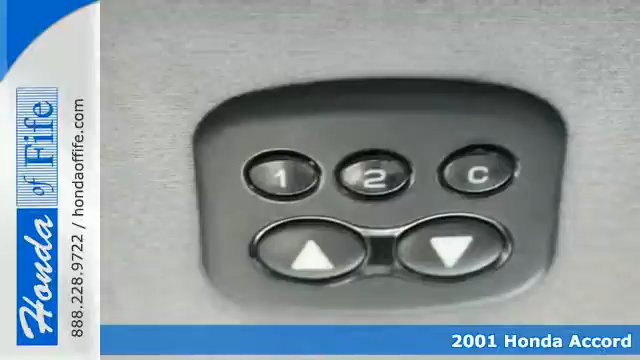 Honda of Fife
888.228.9722 / hondaoffife.com
1 2 C
2001 Honda Accord